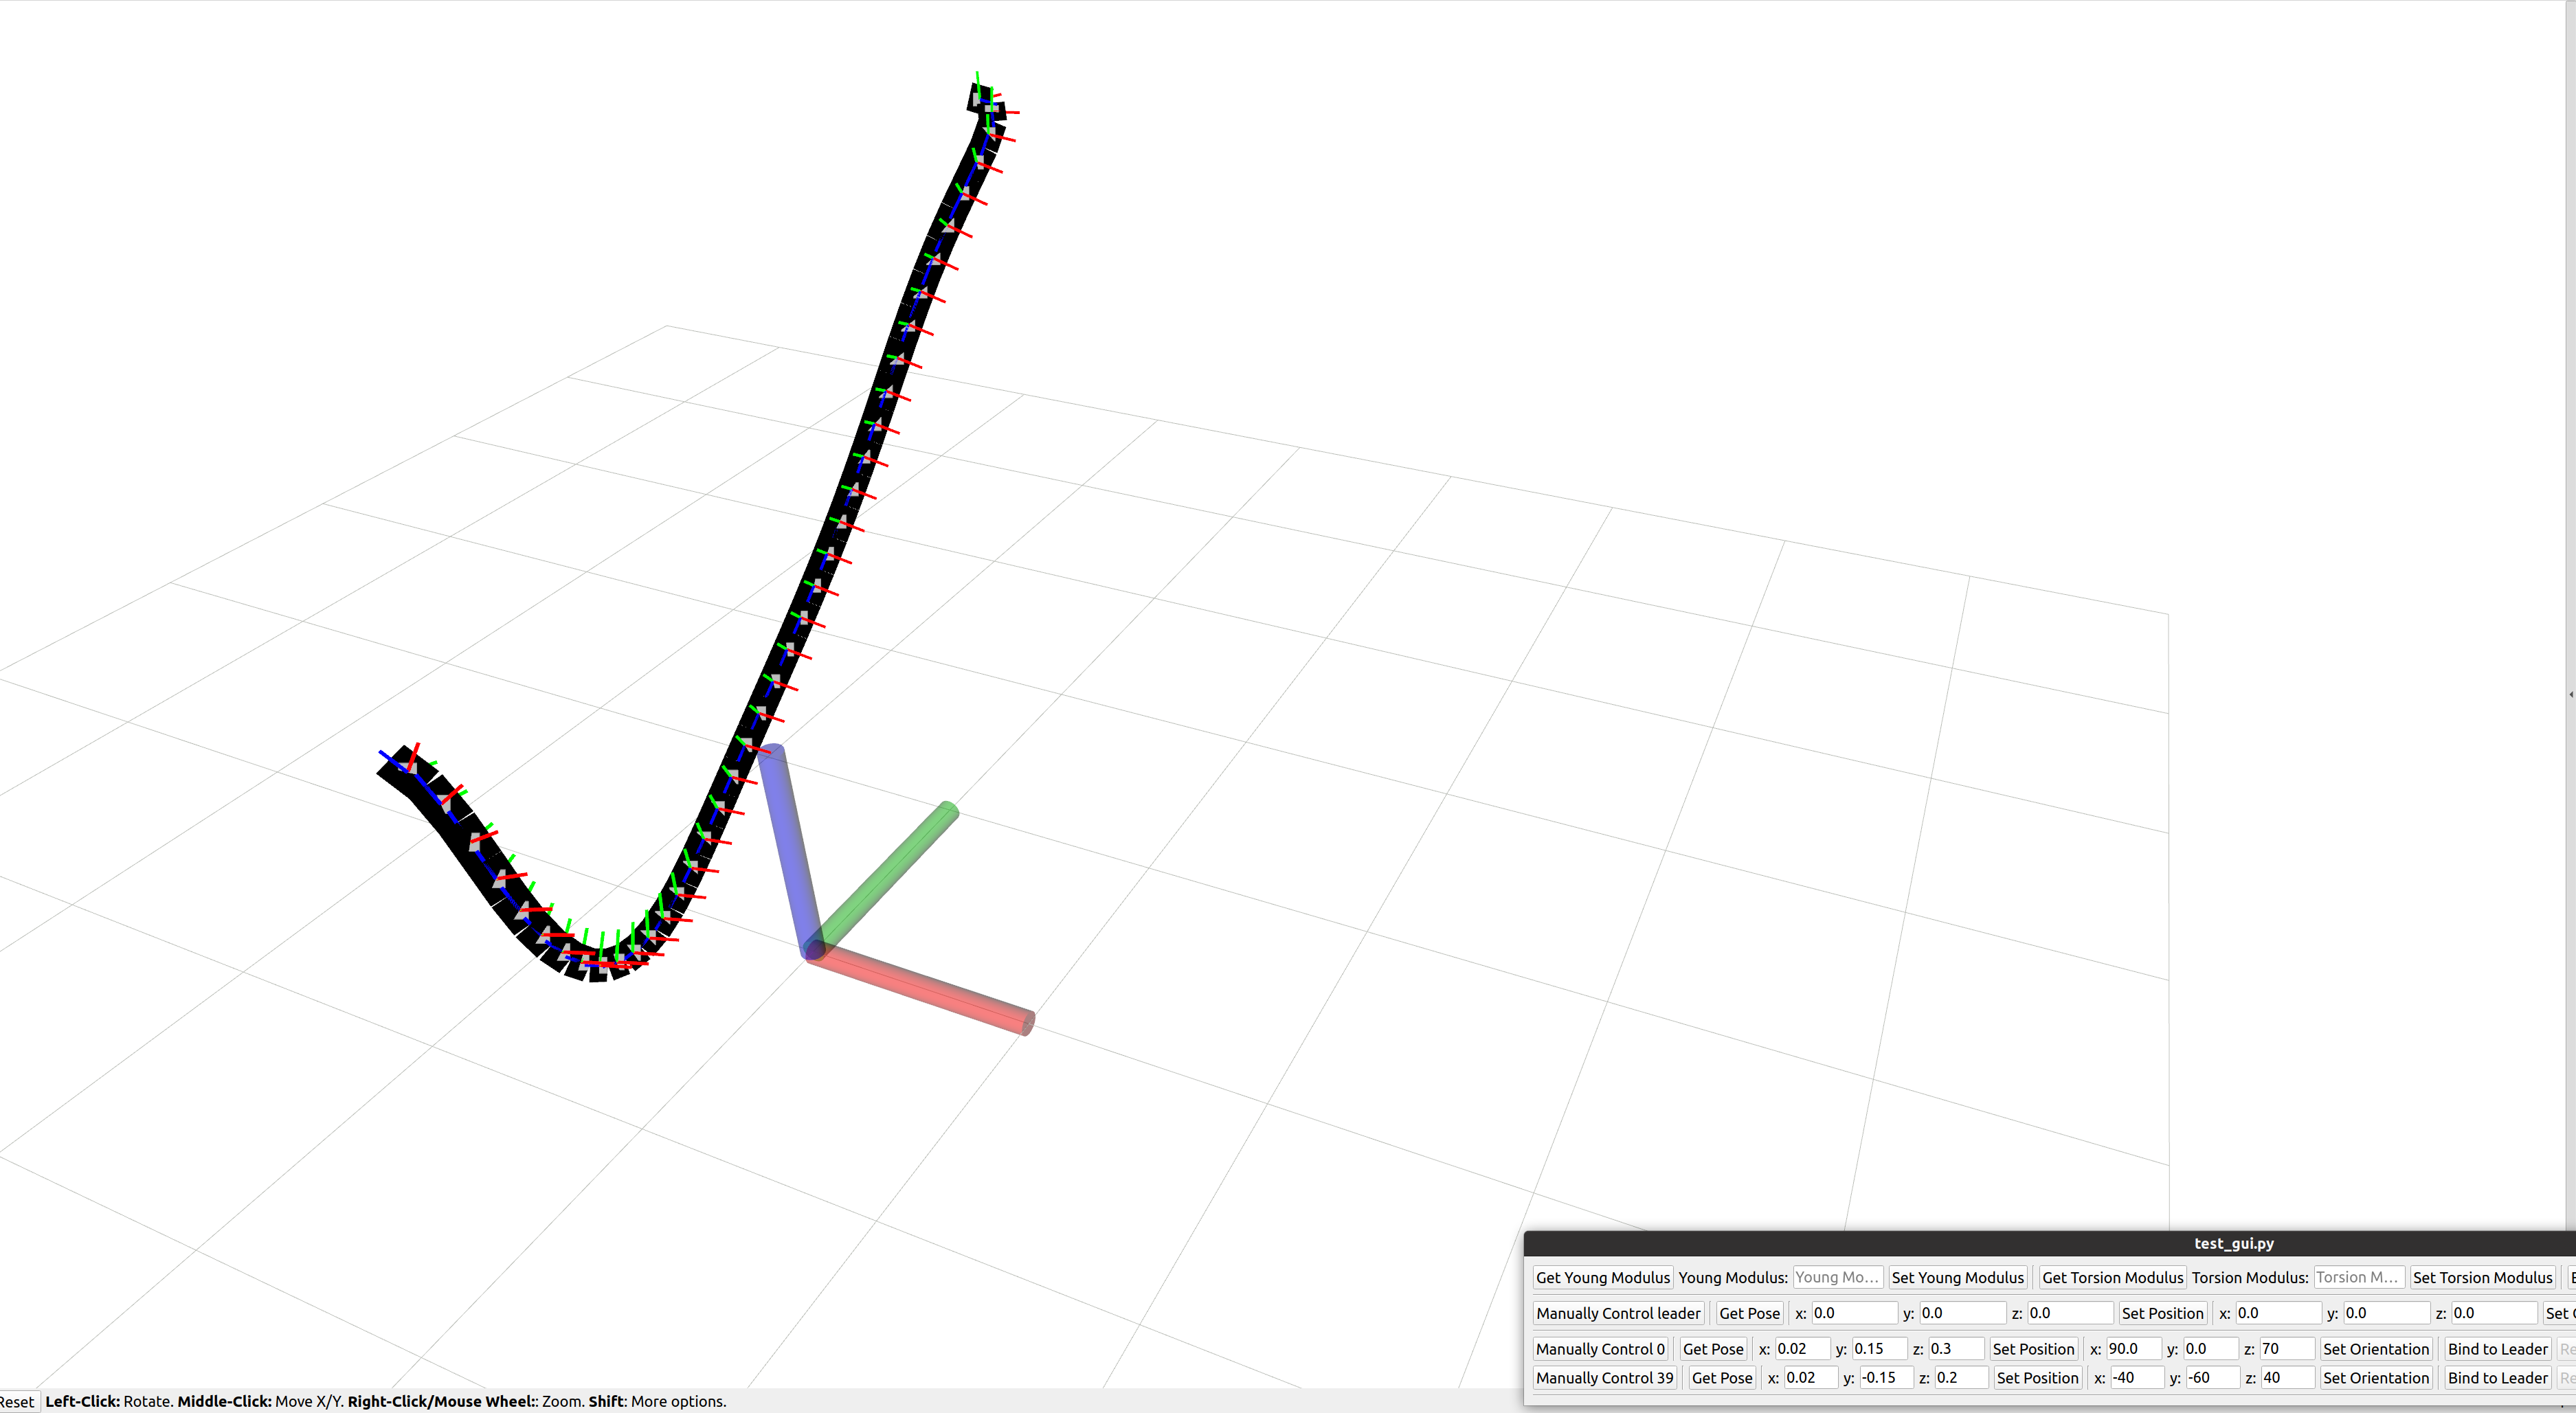 test_gui.py
Get Young Modulus Young Modulus: Young Mo... Set Young Modulus Get Torsion Modulus Torsion Modulus: Torsion M... Set Torsion Modulus
Manually Control leader Get Pose x: 0.0 y: 0.0 z: 0.0 Set Position x: 0.0 y: 0.0 z: 0.0 Set
Manually Control 0 Get Pose x: 0.02 y: 0.15 z: 0.3 Set Position x: 90.0 y: 0.0 z: 70 Set Orientation Bind to Leader Re
Manually Control 39 Get Pose x: 0.02 y: -0.15 z: 0.2 Set Position x: -40 y: -60 z: 40 Set Orientation Bind to Leader Re
Reset Left-Click: Rotate. Middle-Click: Move X/Y. Right-Click/Mouse Wheel:: Zoom. Shift: More options.